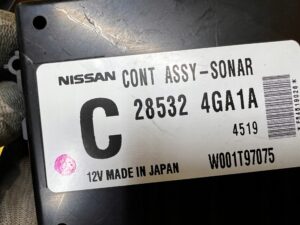 NISSAN CONT ASSY-SONAR
C 28532 4GA1A
4519
12V MADE IN JAPAN W001T97075